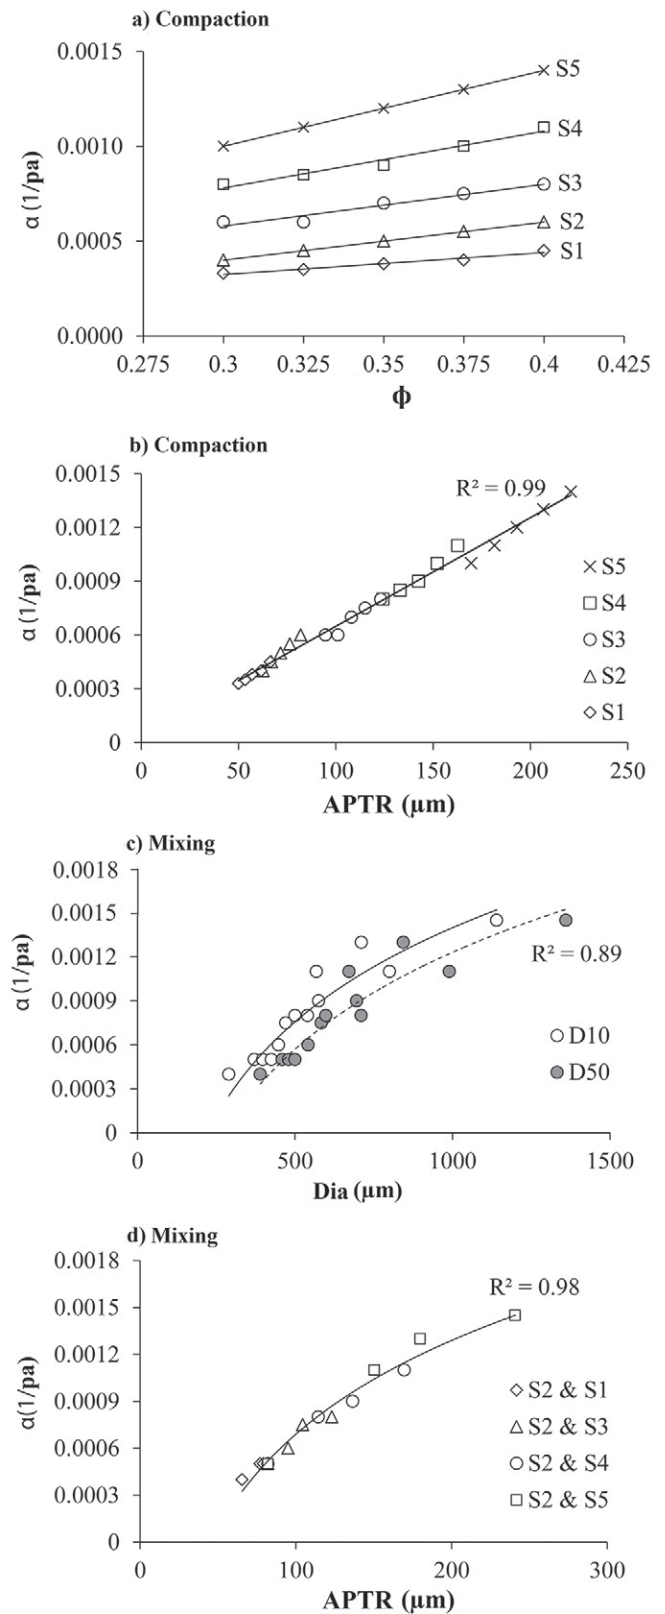 a) Compaction
0.0015
0.0010
0.0005
0.0000
α (1/pa)
S5
S4
S3
S2
S1
0.275 0.3 0.325 0.35 0.375 0.4 0.425
ϕ
b) Compaction
0.0015
0.0012
0.0009
0.0006
0.0003
0
α (1/pa)
R² = 0.99
S5
S4
S3
S2
S1
0 50 100 150 200 250
APTR (µm)
c) Mixing
0.0018
0.0015
0.0012
0.0009
0.0006
0.0003
0
α (1/pa)
R² = 0.89
D10
D50
0 500 1000 1500
Dia (µm)
d) Mixing
0.0018
0.0015
0.0012
0.0009
0.0006
0.0003
0
α(1/pa)
R² = 0.98
S2 & S1
S2 & S3
S2 & S4
S2 & S5
0 100 200 300
APTR (µm)